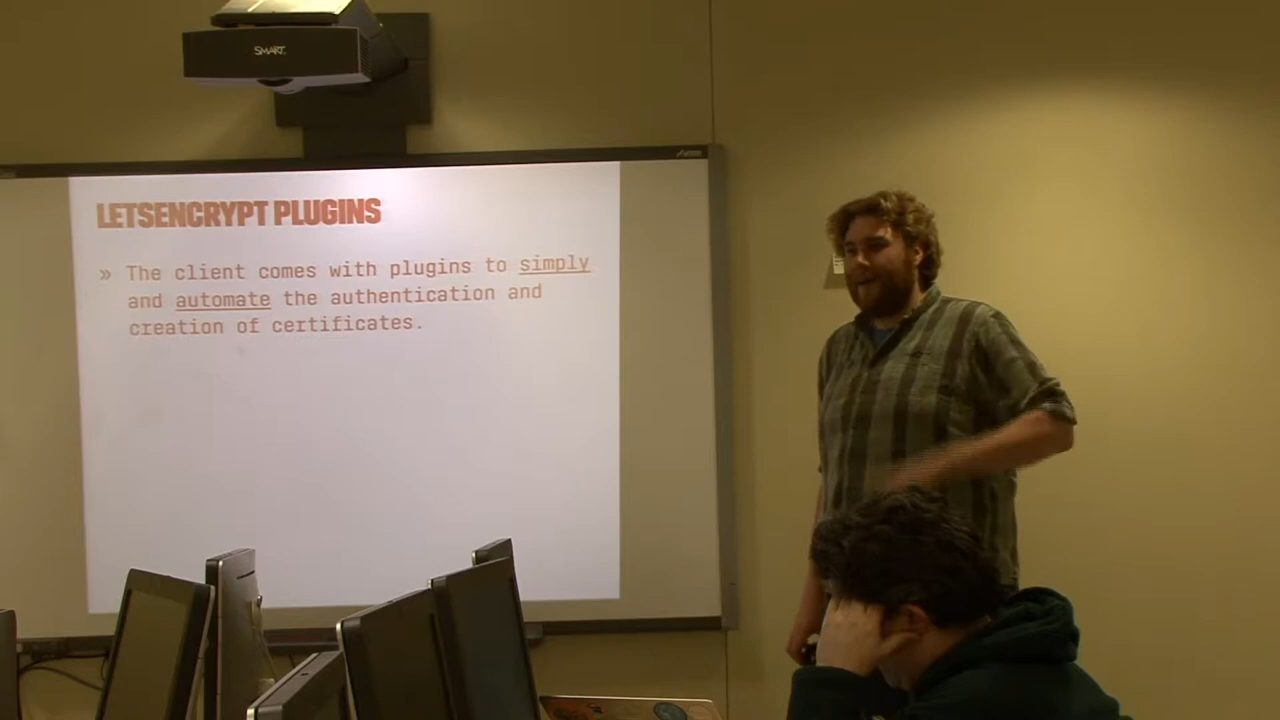 SMART
LETSENCRYPT PLUGINS
» The client comes with plugins to simply
and automate the authentication and
creation of certificates.